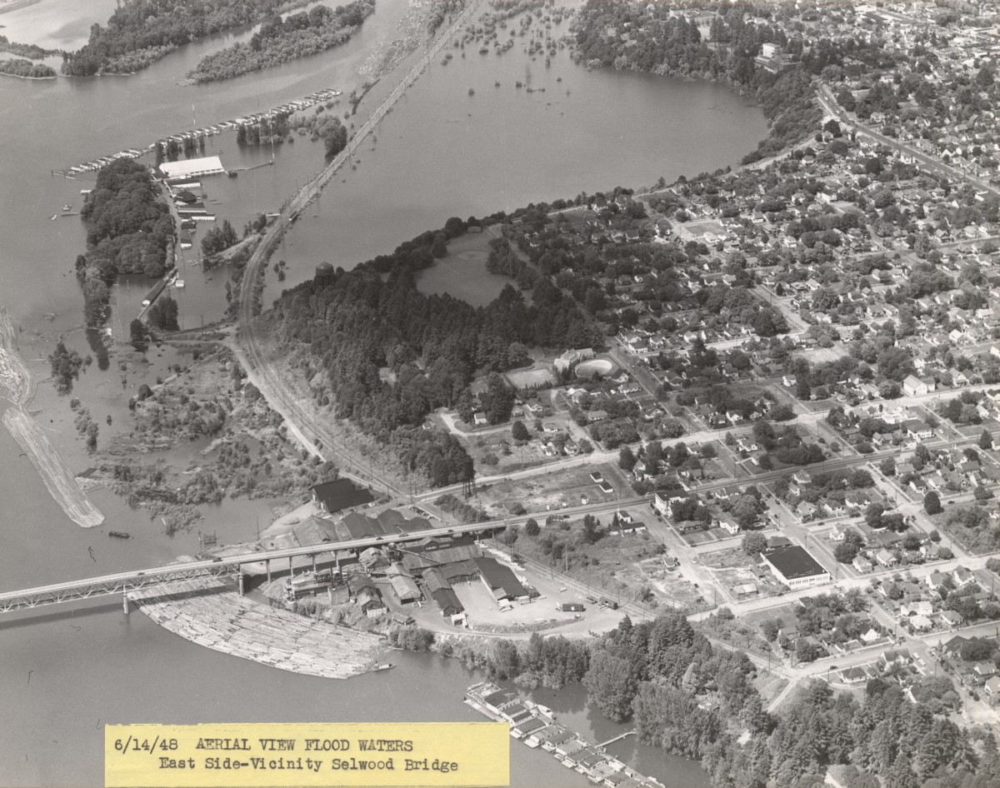 6/14/48 AERIAL VIEW FLOOD WATERS
East Side-Vicinity Selwood Bridge